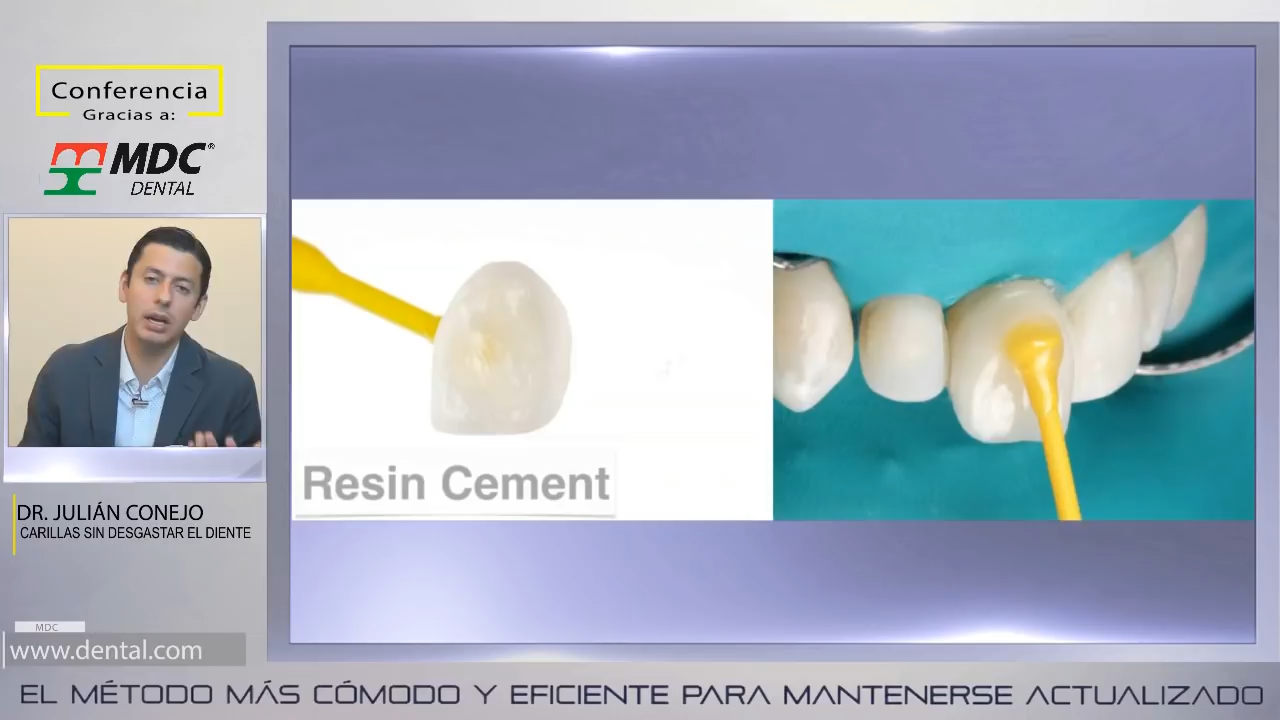 Conferencia
Gracias a:
MDC®
DENTAL
Resin Cement
DR. JULIÁN CONEJO
CARILLAS SIN DESGASTAR EL DIENTE
MDC
www.dental.com
EL MÉTODO MÁS CÓMODO Y EFICIENTE PARA MANTENERSE ACTUALIZADO